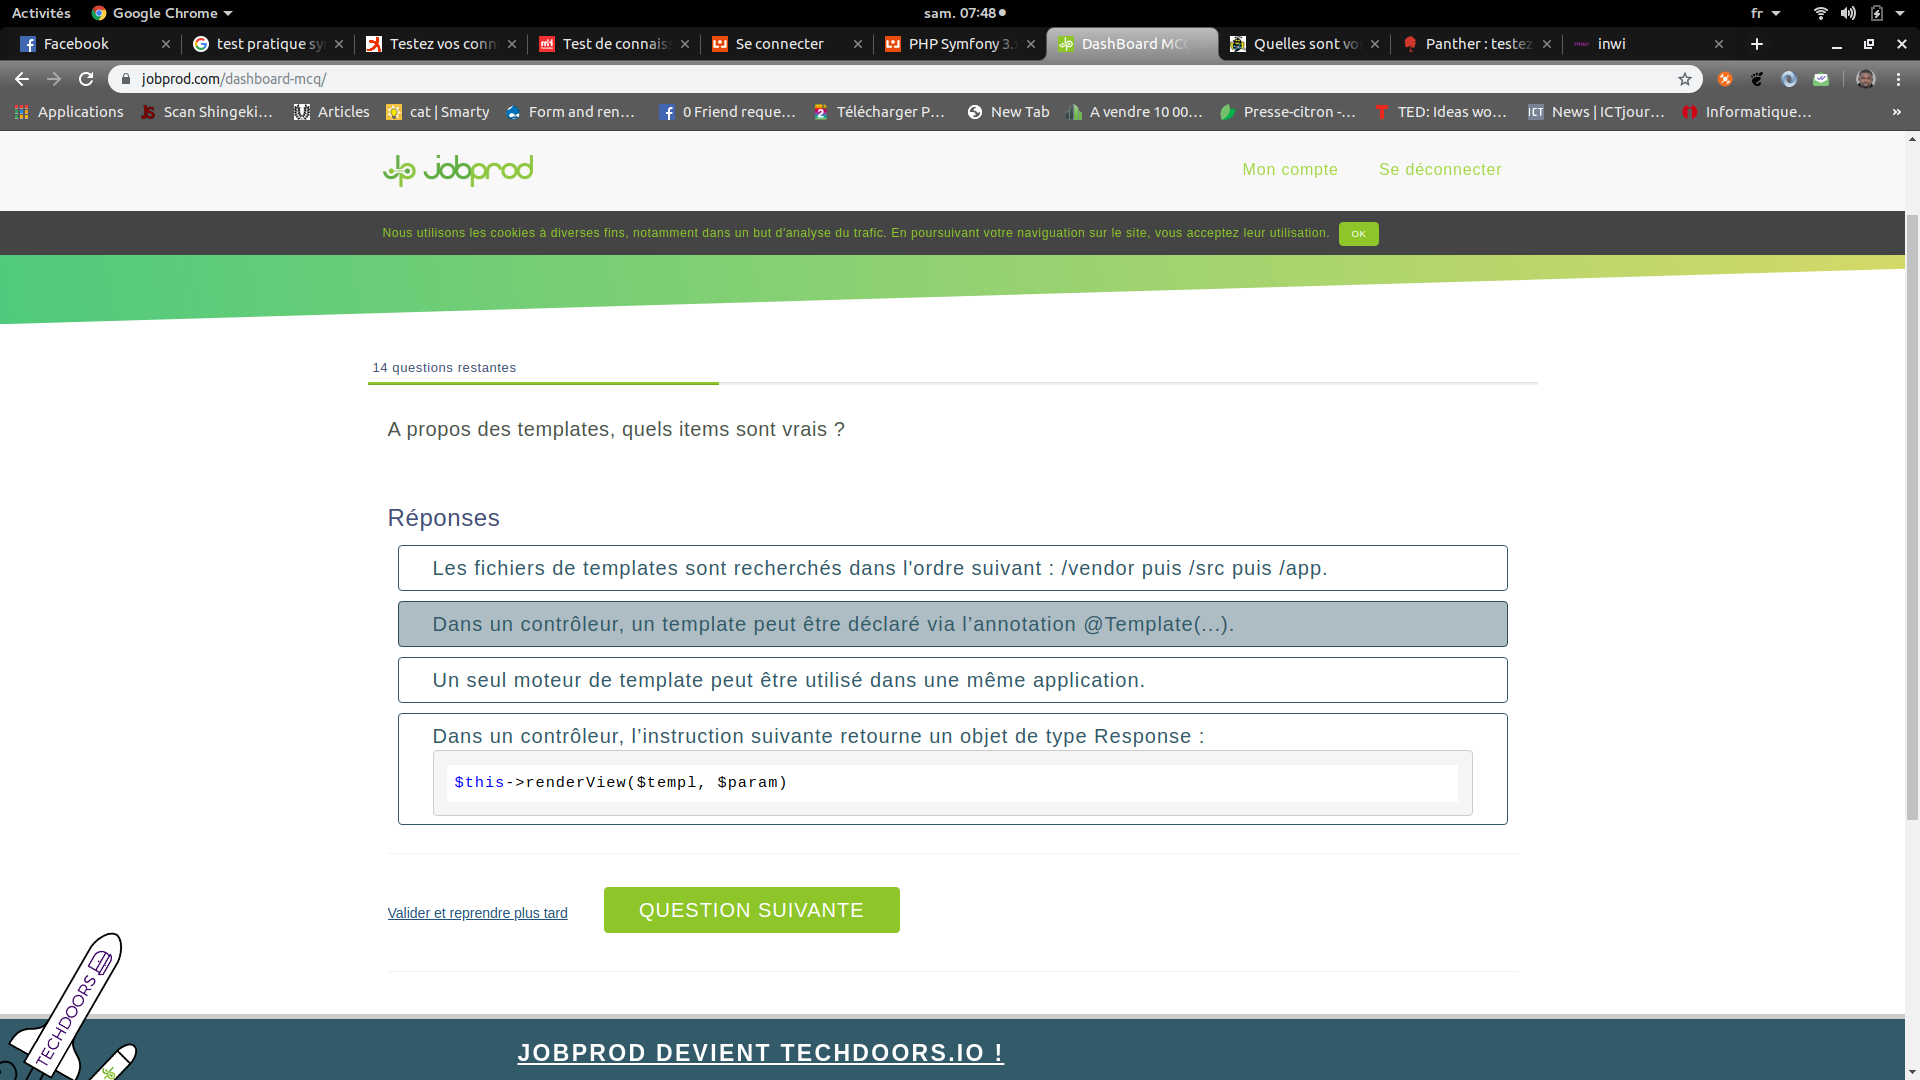 Activités
Google Chrome
sam. 07:48
fr
Facebook
test pratique sy
Testez vos conn
Test de connais
Se connecter
PHP Symfony 3.
DashBoard MC
Quelles sont vo
Panther : testez
inwi
jobprod.com/dashboard-mcq/
Applications
Scan Shingeki...
Articles
cat | Smarty
Form and ren...
0 Friend reque...
Télécharger P...
New Tab
A vendre 10 00...
Presse-citron -...
TED: Ideas wo...
ICT
News | ICTjour...
Informatique...
»
jobprod
Mon compte
Se déconnecter
Nous utilisons les cookies à diverses fins, notamment dans un but d'analyse du trafic. En poursuivant votre naviguation sur le site, vous acceptez leur utilisation.
OK
14 questions restantes
A propos des templates, quels items sont vrais ?
Réponses
Les fichiers de templates sont recherchés dans l'ordre suivant : /vendor puis /src puis /app.
Dans un contrôleur, un template peut être déclaré via l’annotation @Template(...).
Un seul moteur de template peut être utilisé dans une même application.
Dans un contrôleur, l’instruction suivante retourne un objet de type Response :
$this->renderView($templ, $param)
Valider et reprendre plus tard
QUESTION SUIVANTE
TECHDOORS
JOBPROD DEVIENT TECHDOORS.IO !